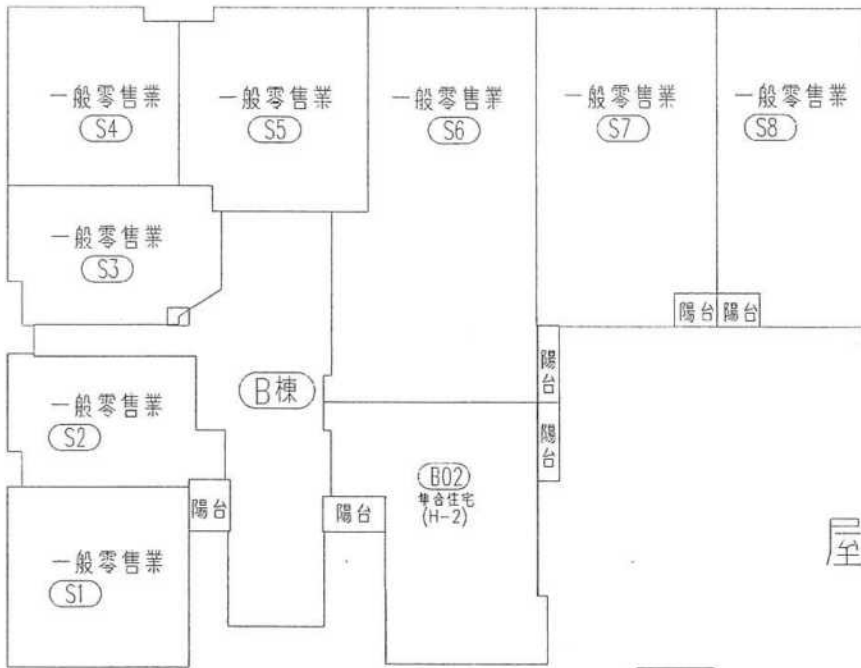 一般零售業
S4
一般零售業
S5
一般零售業
S6
一般零售業
S7
一般零售業
S8
一般零售業
S3
陽台
陽台
陽台
B棟
一般零售業
S2
陽台
B02
集合住宅
(H-2)
陽台
陽台
一般零售業
S1
屋